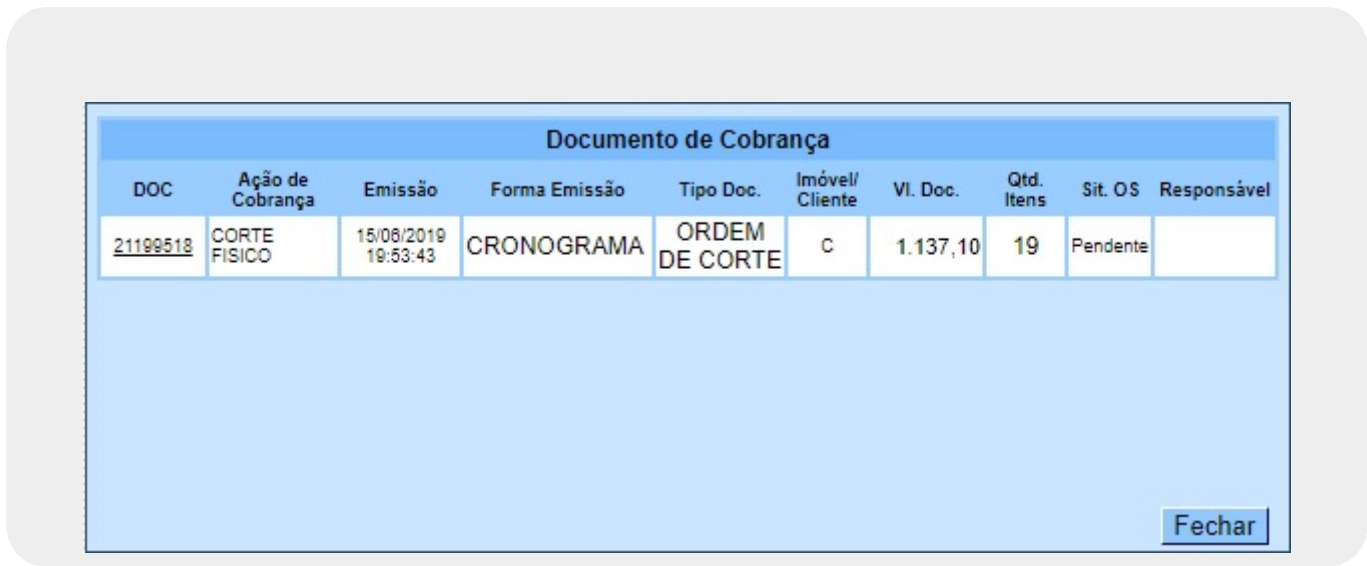 Documento de Cobrança
DOC Ação de Cobrança Emissão Forma Emissão Tipo Doc. Imóvel/ Cliente Vl. Doc. Qtd. Itens Sit. OS Responsável
21199518 CORTE FISICO 15/06/2019 19:53:43 CRONOGRAMA ORDEM DE CORTE C 1.137,10 19 Pendente
Fechar